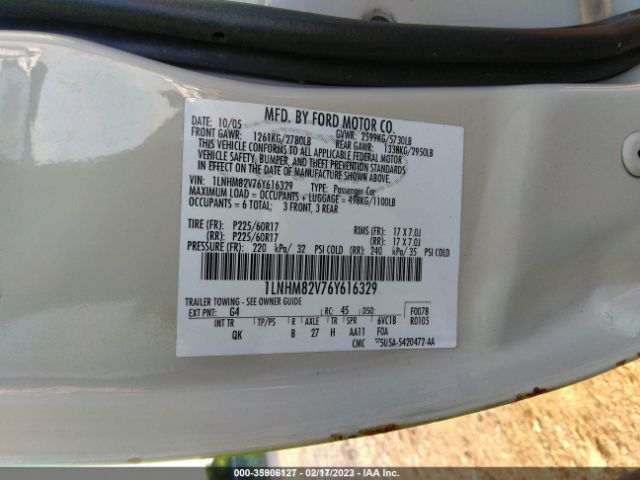 MFD. BY FORD MOTOR CO.
DATE: 10/05 GVWR: 2599KG/5730LB
FRONT GAWR: 1261KG/2780LB REAR GAWR: 1338KG/2950LB
THIS VEHICLE CONFORMS TO ALL APPLICABLE FEDERAL MOTOR
VEHICLE SAFETY, BUMPER, AND THEFT PREVENTION STANDARDS
IN EFFECT ON THE DATE OF MANUFACTURE SHOWN ABOVE.
VIN: 1LNHM82V76Y616329 TYPE: Passenger Car
MAXIMUM LOAD = OCCUPANTS + LUGGAGE = 498KG/1100LB
OCCUPANTS = 6 TOTAL; 3 FRONT, 3 REAR
TIRE (FR): P225/60R17 RIMS (FR): 17 X 7.0J
(RR): P225/60R17 (RR): 17 X 7.0J
PRESSURE (FR): 220 kPa/ 32 PSI COLD (RR) 240 kPa/ 35 PSI COLD
1LNHM82V76Y616329
TRAILER TOWING - SEE OWNER GUIDE
EXT PNT: G4 RC: 45 DSO: F0078
INT TR TP/PS R AXLE TR SPR 6VC1B R0105
QK B 27 H AA11 FOA
CMC 5U5A-5420472-AA
000-35906127 - 02/17/2023 - IAA Inc.